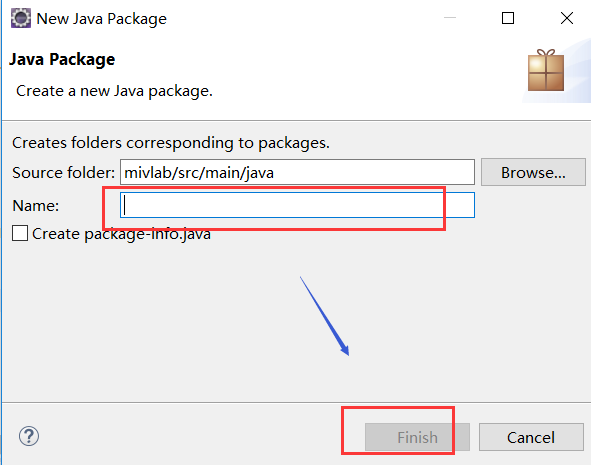 New Java Package
Java Package
Create a new Java package.
Creates folders corresponding to packages.
Source folder: mivlab/src/main/java Browse...
Name:
Create package-info.java
? Finish Cancel